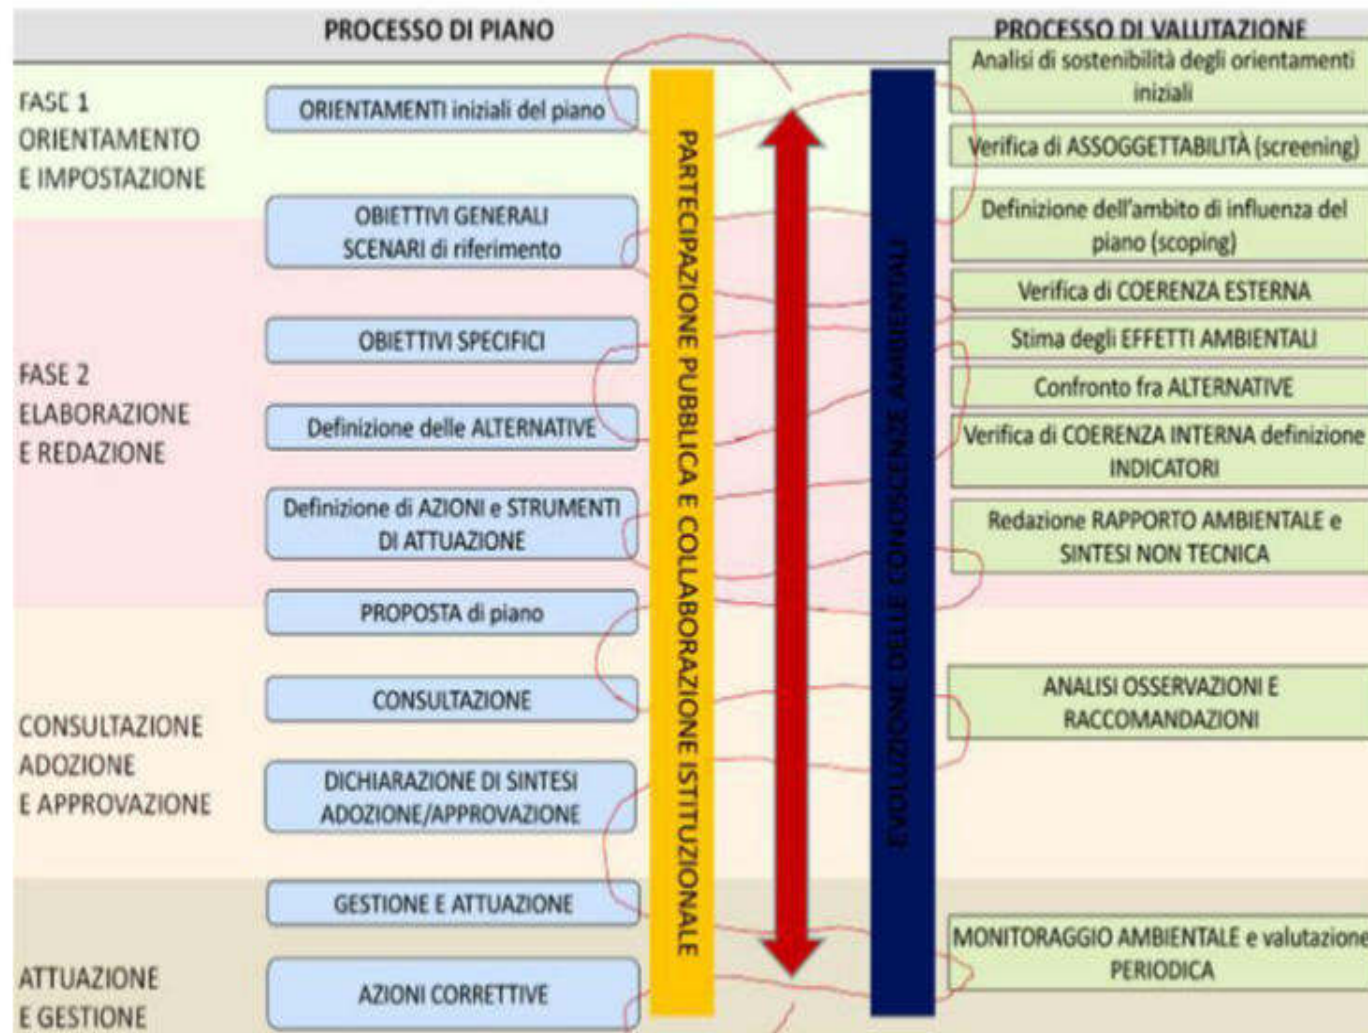 PROCESSO DI PIANO
PROCESSO DI VALUTAZIONE
FASE 1
ORIENTAMENTO
E IMPOSTAZIONE
ORIENTAMENTI iniziali del piano
Analisi di sostenibilità degli orientamenti
iniziali
Verifica di ASSOGGETTABILITÀ (screening)
OBIETTIVI GENERALI
SCENARI di riferimento
Definizione dell'ambito di influenza del
piano (scoping)
FASE 2
ELABORAZIONE
E REDAZIONE
OBIETTIVI SPECIFICI
Definizione delle ALTERNATIVE
Definizione di AZIONI e STRUMENTI
DI ATTUAZIONE
Verifica di COERENZA ESTERNA
Stima degli EFFETTI AMBIENTALI
Confronto fra ALTERNATIVE
Verifica di COERENZA INTERNA definizione
INDICATORI
Redazione RAPPORTO AMBIENTALE e
SINTESI NON TECNICA
PROPOSTA di piano
CONSULTAZIONE
ADOZIONE
E APPROVAZIONE
CONSULTAZIONE
DICHIARAZIONE DI SINTESI
ADOZIONE/APPROVAZIONE
ANALISI OSSERVAZIONI E
RACCOMANDAZIONI
ATTUAZIONE
E GESTIONE
GESTIONE E ATTUAZIONE
AZIONI CORRETTIVE
MONITORAGGIO AMBIENTALE e valutazione
PERIODICA
PARTECIPAZIONE PUBBLICA E COLLABORAZIONE ISTITUZIONALE
EVOLUZIONE DELLE CONOSCENZE AMBIENTALI